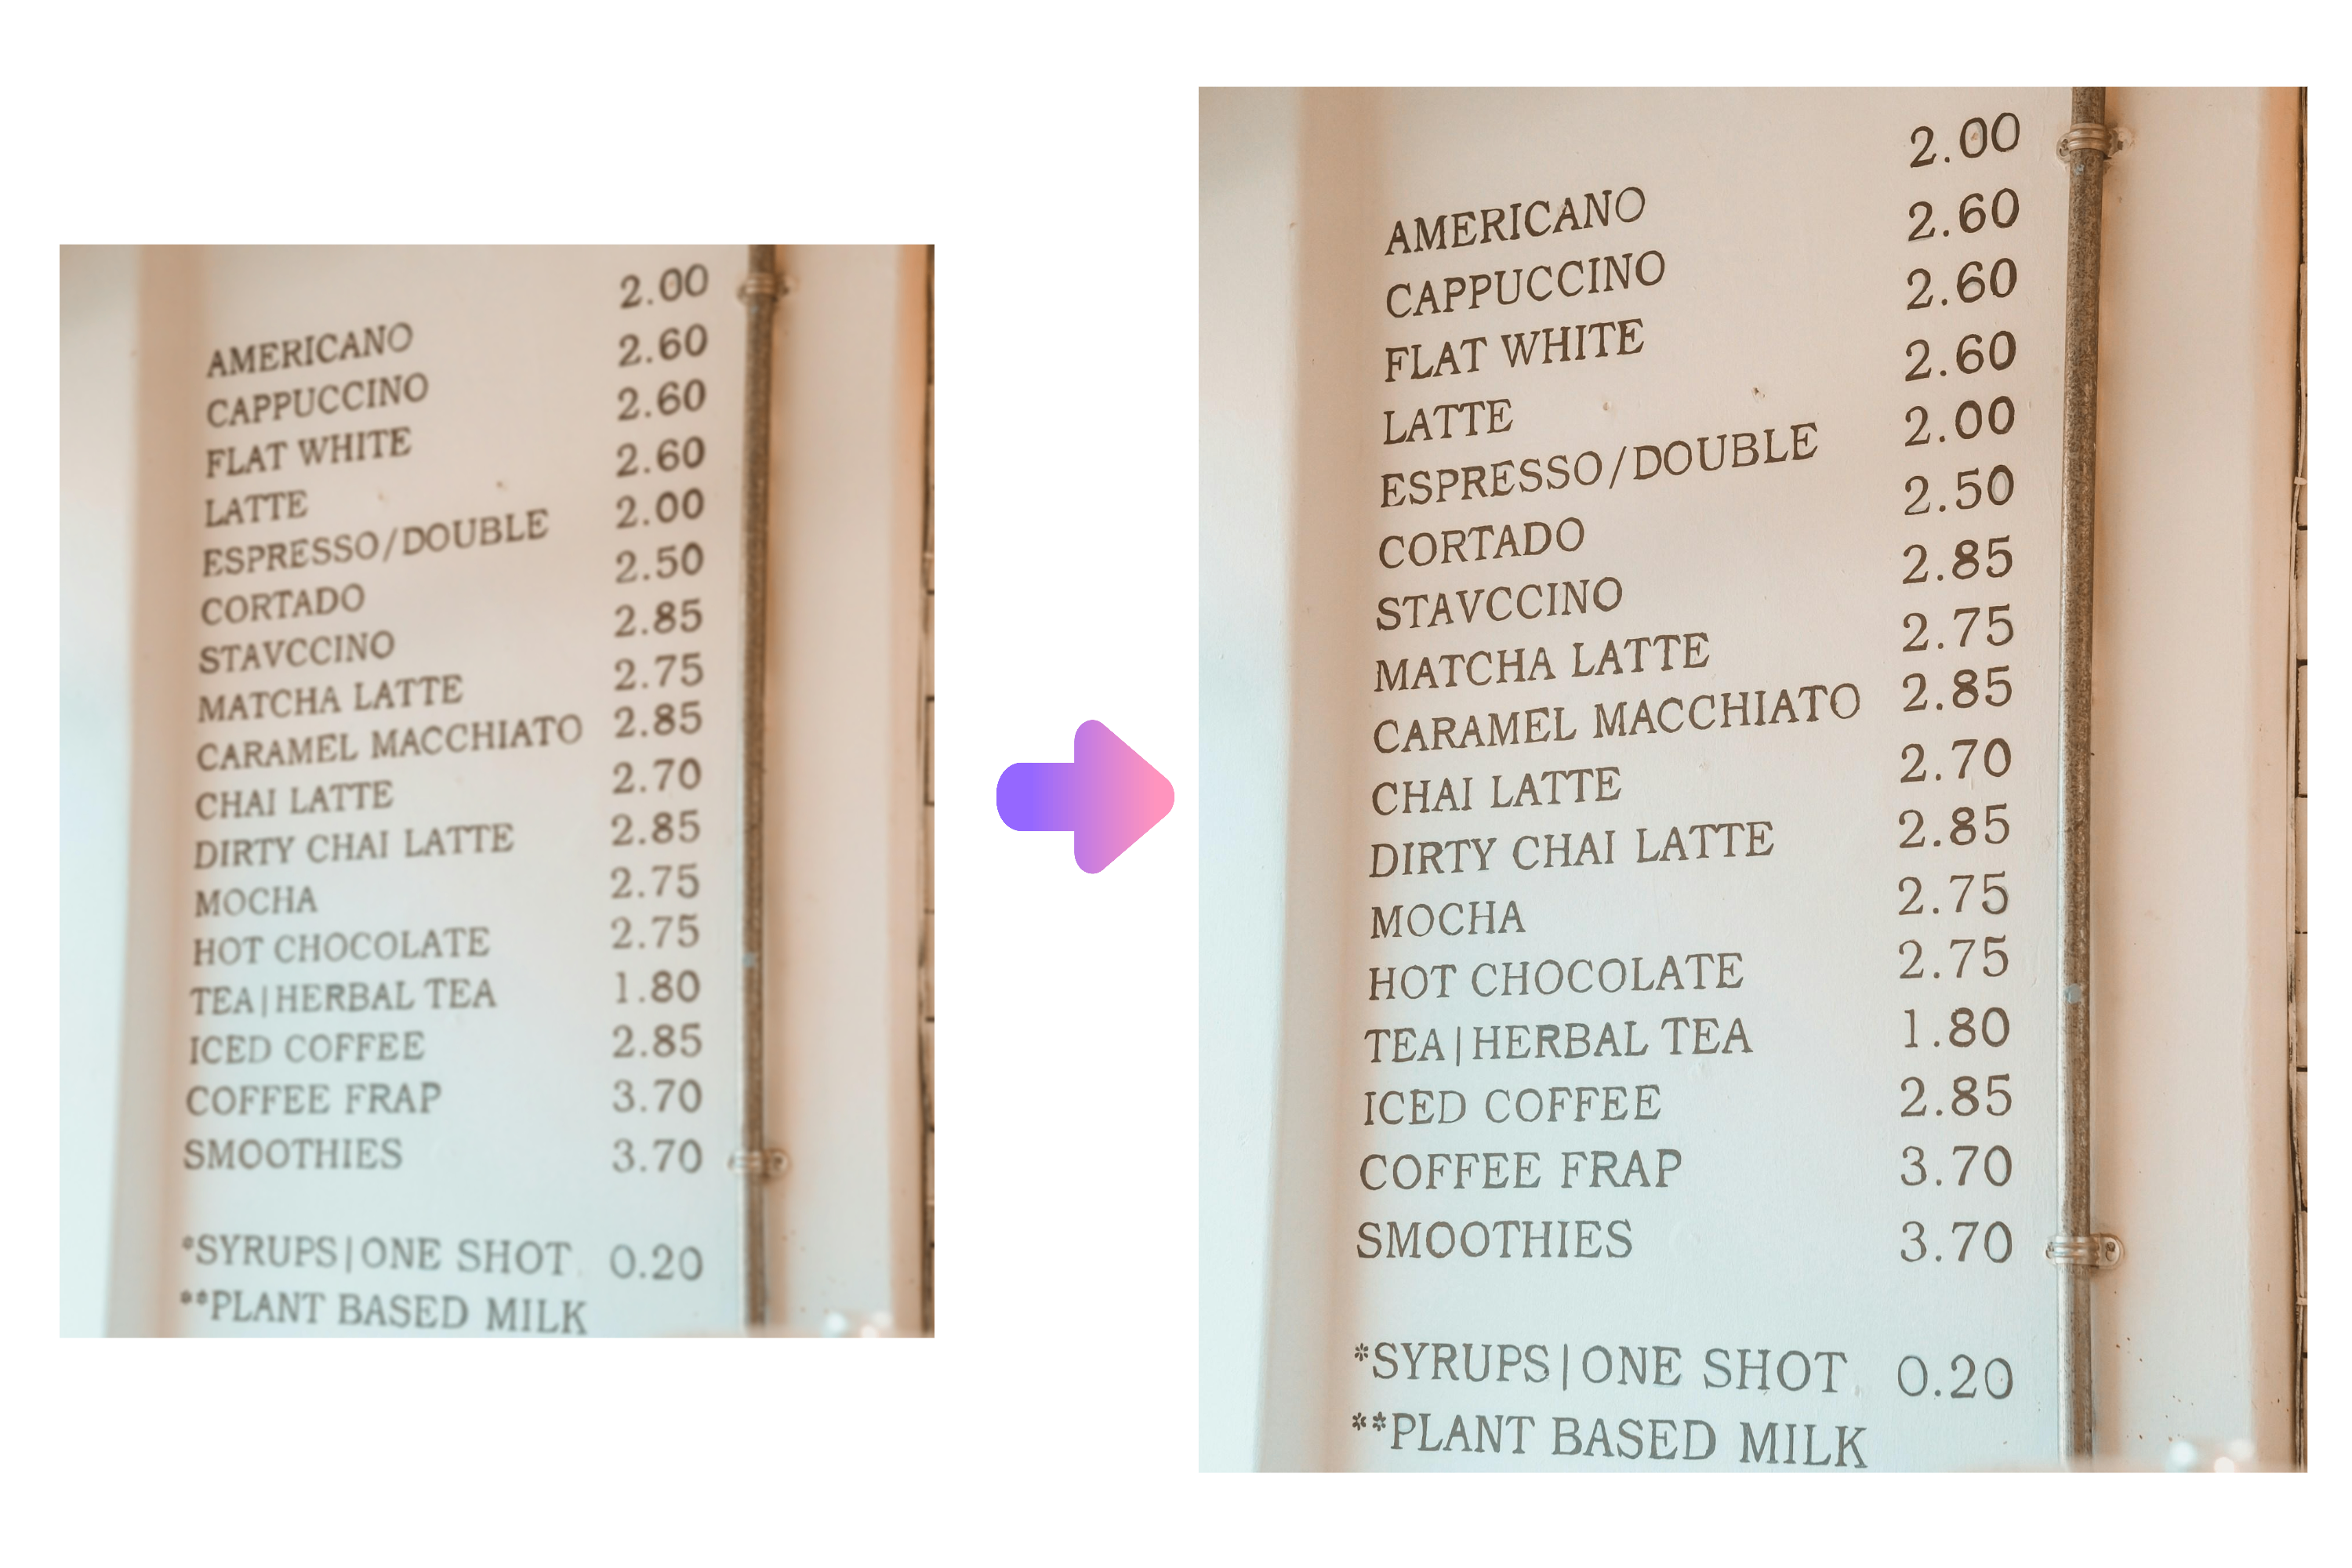 AMERICANO 2.00
CAPPUCCINO 2.60
FLAT WHITE 2.60
LATTE 2.60
ESPRESSO/DOUBLE 2.00
CORTADO 2.50
STAVCCINO 2.85
MATCHA LATTE 2.75
CARAMEL MACCHIATO 2.85
CHAI LATTE 2.70
DIRTY CHAI LATTE 2.85
MOCHA 2.75
HOT CHOCOLATE 2.75
TEA|HERBAL TEA 1.80
ICED COFFEE 2.85
COFFEE FRAP 3.70
SMOOTHIES 3.70
*SYRUPS|ONE SHOT 0.20
**PLANT BASED MILK
AMERICANO 2.00
CAPPUCCINO 2.60
FLAT WHITE 2.60
LATTE 2.60
ESPRESSO/DOUBLE 2.00
CORTADO 2.50
STAVCCINO 2.85
MATCHA LATTE 2.75
CARAMEL MACCHIATO 2.85
CHAI LATTE 2.70
DIRTY CHAI LATTE 2.85
MOCHA 2.75
HOT CHOCOLATE 2.75
TEA|HERBAL TEA 1.80
ICED COFFEE 2.85
COFFEE FRAP 3.70
SMOOTHIES 3.70
*SYRUPS|ONE SHOT 0.20
**PLANT BASED MILK